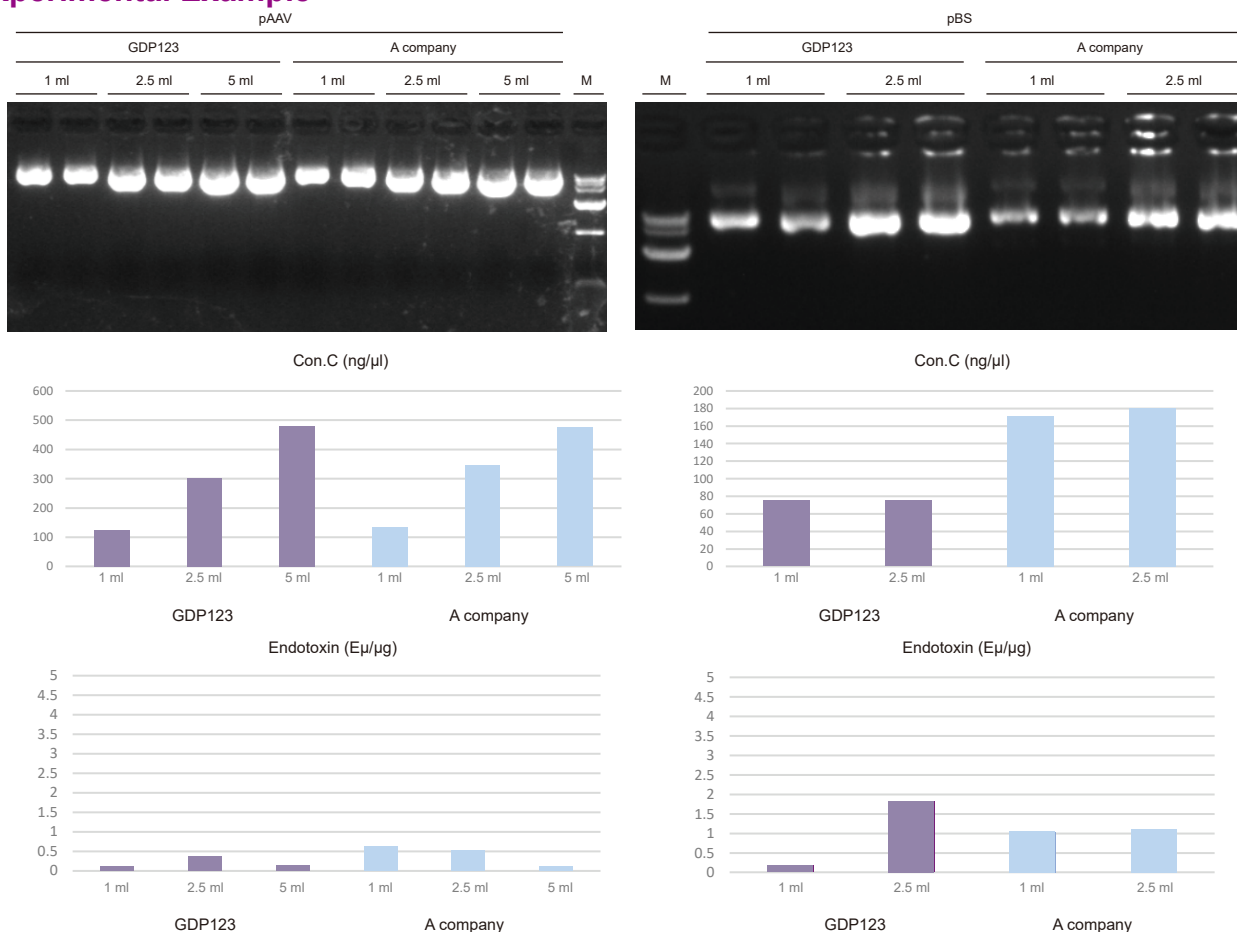 Experimental Example
pAAV
GDP123 A company
1 ml 2.5 ml 5 ml 1 ml 2.5 ml 5 ml M
pBS
GDP123 A company
M 1 ml 2.5 ml 1 ml 2.5 ml
Con.C (ng/µl)
600
500
400
300
200
100
0
1 ml 2.5 ml 5 ml 1 ml 2.5 ml 5 ml
GDP123 A company
Con.C (ng/µl)
200
180
160
140
120
100
80
60
40
20
0
1 ml 2.5 ml 1 ml 2.5 ml
GDP123 A company
Endotoxin (Eµ/µg)
5
4.5
4
3.5
3
2.5
2
1.5
1
0.5
0
1 ml 2.5 ml 5 ml 1 ml 2.5 ml 5 ml
GDP123 A company
Endotoxin (Eµ/µg)
5
4.5
4
3.5
3
2.5
2
1.5
1
0.5
0
1 ml 2.5 ml 1 ml 2.5 ml
GDP123 A company